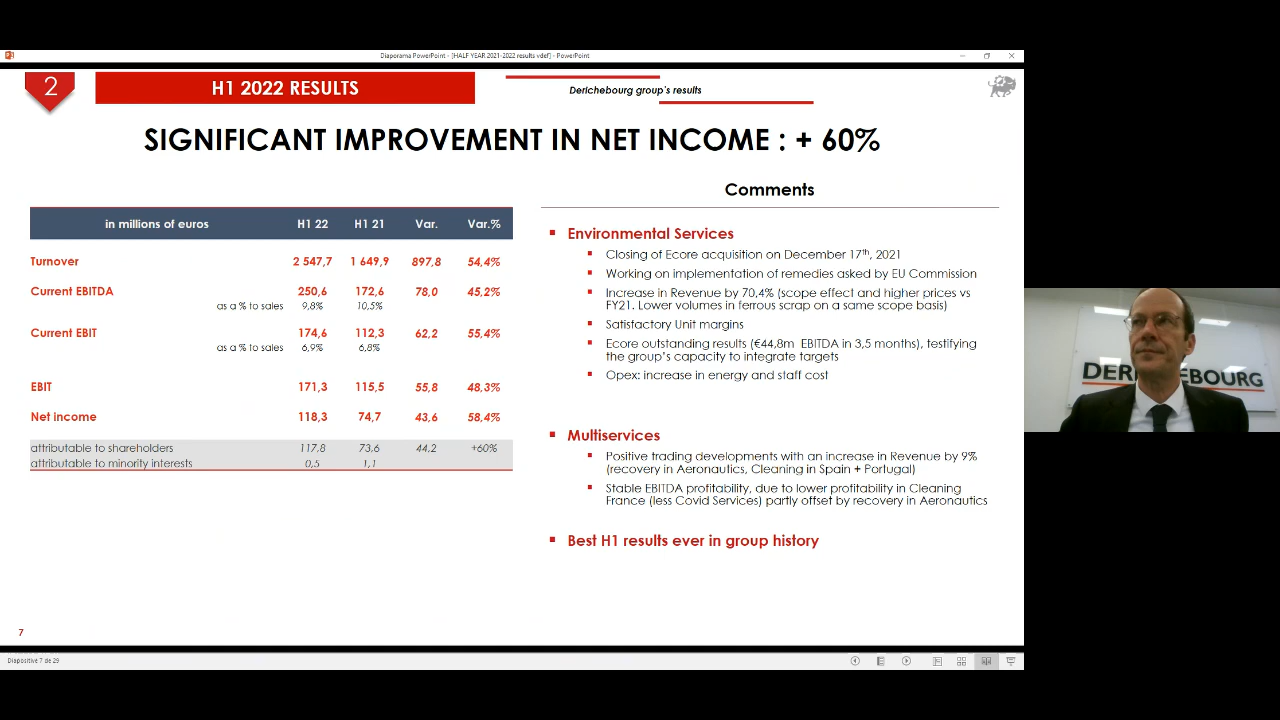 Diaporama PowerPoint - [HALF YEAR 2021-2022 results vdef] - PowerPoint
2
H1 2022 RESULTS
Derichebourg group's results
SIGNIFICANT IMPROVEMENT IN NET INCOME : + 60%
in millions of euros H1 22 H1 21 Var. Var.%
Turnover 2 547,7 1 649,9 897,8 54,4%
Current EBITDA 250,6 172,6 78,0 45,2%
as a % to sales 9,8% 10,5%
Current EBIT 174,6 112,3 62,2 55,4%
as a % to sales 6,9% 6,8%
EBIT 171,3 115,5 55,8 48,3%
Net income 118,3 74,7 43,6 58,4%
attributable to shareholders 117,8 73,6 44,2 +60%
attributable to minority interests 0,5 1,1
Comments
Environmental Services
Closing of Ecore acquisition on December 17th, 2021
Working on implementation of remedies asked by EU Commission
Increase in Revenue by 70,4% (scope effect and higher prices vs
FY21. Lower volumes in ferrous scrap on a same scope basis)
Satisfactory Unit margins
Ecore outstanding results (€44,8m EBITDA in 3,5 months), testifying
the group's capacity to integrate targets
Opex: increase in energy and staff cost
Multiservices
Positive trading developments with an increase in Revenue by 9%
(recovery in Aeronautics, Cleaning in Spain + Portugal)
Stable EBITDA profitability, due to lower profitability in Cleaning
France (less Covid Services) partly offset by recovery in Aeronautics
Best H1 results ever in group history
7
Diapositive 7 de 29
DERICHEBOURG